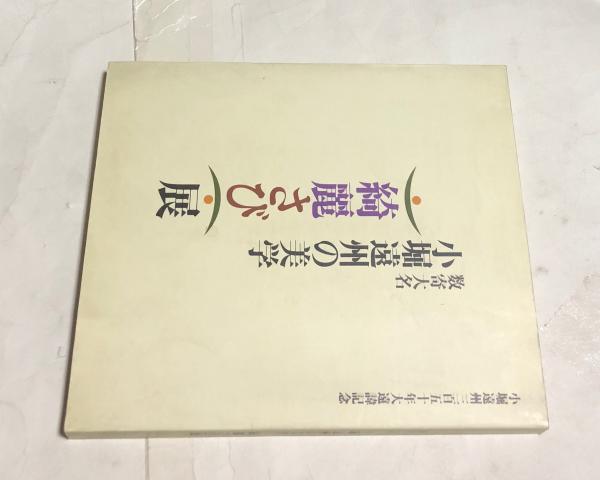 小堀遠州三百五十年大遠諱記念
数寄大名
小堀遠州の美学
綺麗さび展